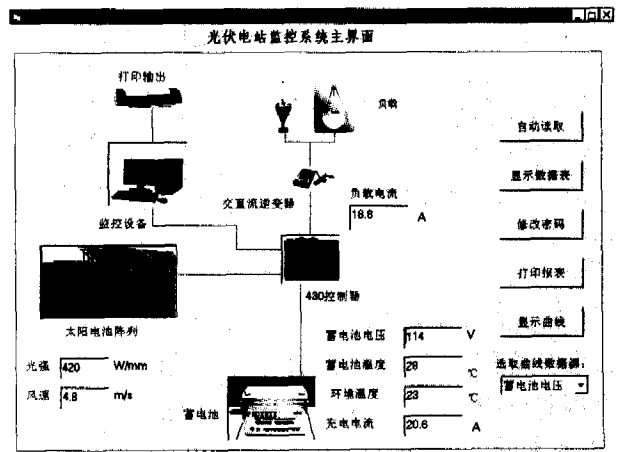 光伏电站监控系统主界面
打印输出
负载
自动读取
显示数据表
交直流逆变器
负载电流
18.6 A
监控设备
修改密码
430控制器
打印报表
太阳电池阵列
显示曲线
蓄电池电压 114 V
光强 420 W/mm
蓄电池温度 28 ℃
选取曲线数据源:
蓄电池电压
风速 4.8 m/s
环境温度 23 ℃
蓄电池
充电电流 20.6 A